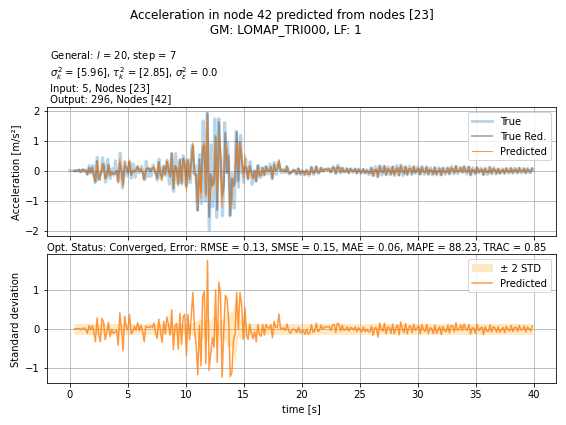 Acceleration in node 42 predicted from nodes [23]
GM: LOMAP_TRI000, LF: 1
General: l = 20, step = 7
σ²ₖ = [5.96], τ²ₖ = [2.85], σ²ε = 0.0
Input: 5, Nodes [23]
Output: 296, Nodes [42]
Acceleration [m/s²]
2
1
0
−1
−2
True
True Red.
Predicted
Opt. Status: Converged, Error: RMSE = 0.13, SMSE = 0.15, MAE = 0.06, MAPE = 88.23, TRAC = 0.85
Standard deviation
1
0
−1
± 2 STD
Predicted
0 5 10 15 20 25 30 35 40
time [s]